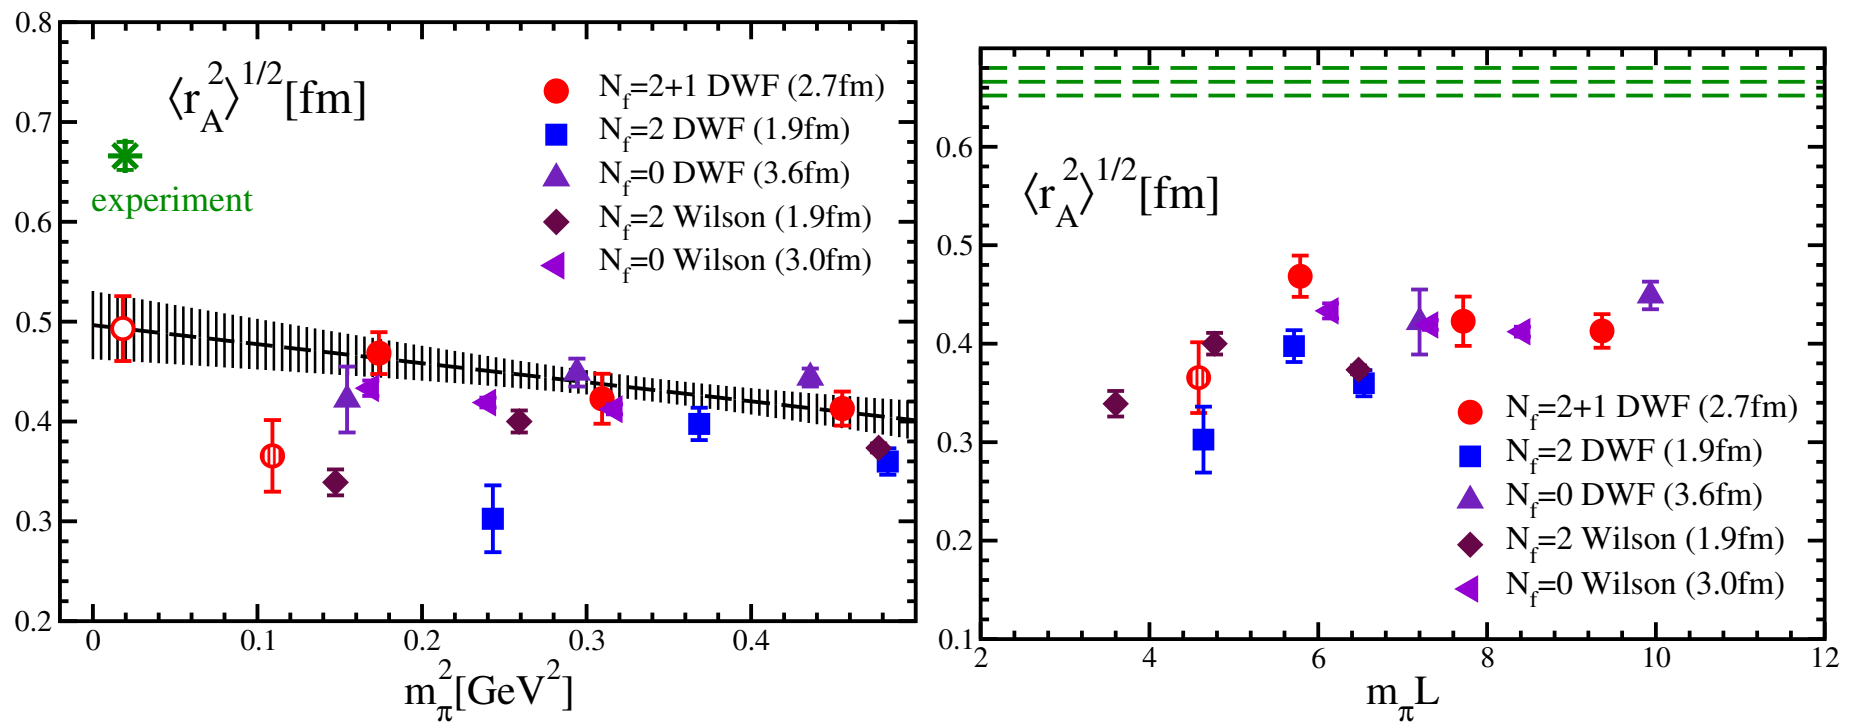 0.8
0.7
0.6
0.5
0.4
0.3
0.2
⟨r_A^2⟩^1/2[fm]
experiment
N_f=2+1 DWF (2.7fm)
N_f=2 DWF (1.9fm)
N_f=0 DWF (3.6fm)
N_f=2 Wilson (1.9fm)
N_f=0 Wilson (3.0fm)
0 0.1 0.2 0.3 0.4
m_π^2[GeV^2]
0.6
0.5
0.4
0.3
0.2
0.1
⟨r_A^2⟩^1/2[fm]
N_f=2+1 DWF (2.7fm)
N_f=2 DWF (1.9fm)
N_f=0 DWF (3.6fm)
N_f=2 Wilson (1.9fm)
N_f=0 Wilson (3.0fm)
2 4 6 8 10 12
m_πL